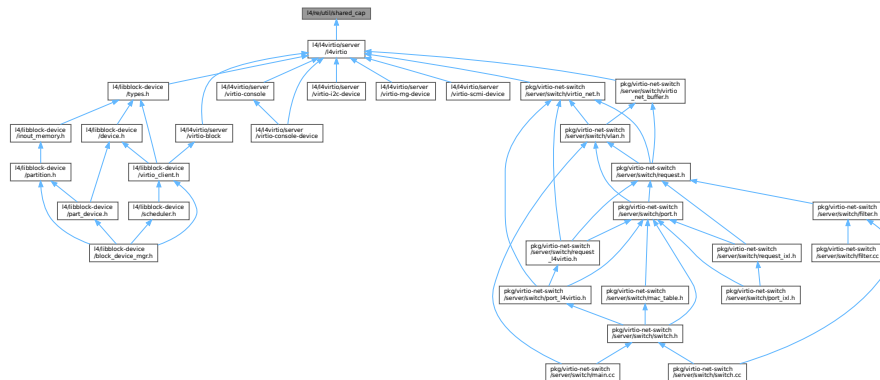 l4/re/util/shared_cap
l4/l4virtio/server
/l4virtio
l4/libblock-device
/types.h
l4/l4virtio/server
/virtio-console
l4/l4virtio/server
/virtio-i2c-device
l4/l4virtio/server
/virtio-rng-device
l4/l4virtio/server
/virtio-scmi-device
pkg/virtio-net-switch
/server/switch/virtio_net.h
pkg/virtio-net-switch
/server/switch/virtio
_net_buffer.h
l4/libblock-device
/inout_memory.h
l4/libblock-device
/device.h
l4/l4virtio/server
/virtio-block
l4/l4virtio/server
/virtio-console-device
pkg/virtio-net-switch
/server/switch/vlan.h
l4/libblock-device
/partition.h
l4/libblock-device
/virtio_client.h
pkg/virtio-net-switch
/server/switch/request.h
l4/libblock-device
/part_device.h
l4/libblock-device
/scheduler.h
pkg/virtio-net-switch
/server/switch/port.h
pkg/virtio-net-switch
/server/switch/filter.h
l4/libblock-device
/block_device_mgr.h
pkg/virtio-net-switch
/server/switch/request
_l4virtio.h
pkg/virtio-net-switch
/server/switch/request_ixl.h
pkg/virtio-net-switch
/server/switch/filter.cc
pkg/virtio-net-switch
/server/switch/port_l4virtio.h
pkg/virtio-net-switch
/server/switch/mac_table.h
pkg/virtio-net-switch
/server/switch/port_ixl.h
pkg/virtio-net-switch
/server/switch/switch.h
pkg/virtio-net-switch
/server/switch/main.cc
pkg/virtio-net-switch
/server/switch/switch.cc